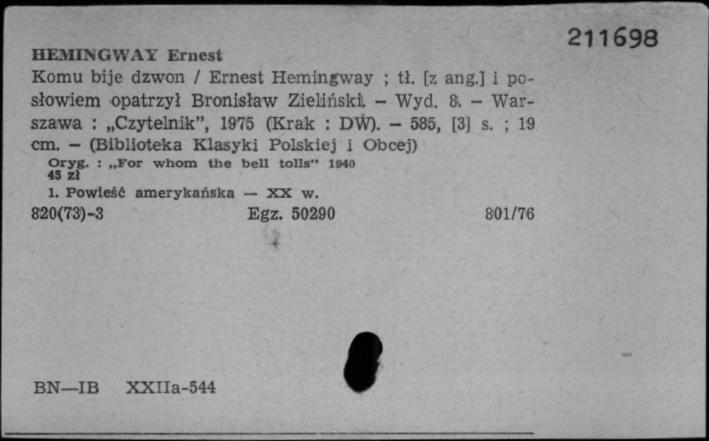 211698
HEMINGWAY Ernest
Komu bije dzwon / Ernest Hemingway ; tł. [z ang.] i po-
słowiem opatrzył Bronisław Zieliński. – Wyd. 8. – War-
szawa : „Czytelnik”, 1975 (Krak : DW). – 585, [3] s. ; 19
cm. – (Biblioteka Klasyki Polskiej i Obcej)
Oryg. : „For whom the bell tolls” 1940
45 zł
1. Powieść amerykańska — XX w.
820(73)-3 Egz. 50290 801/76
BN—IB XXIIa-544